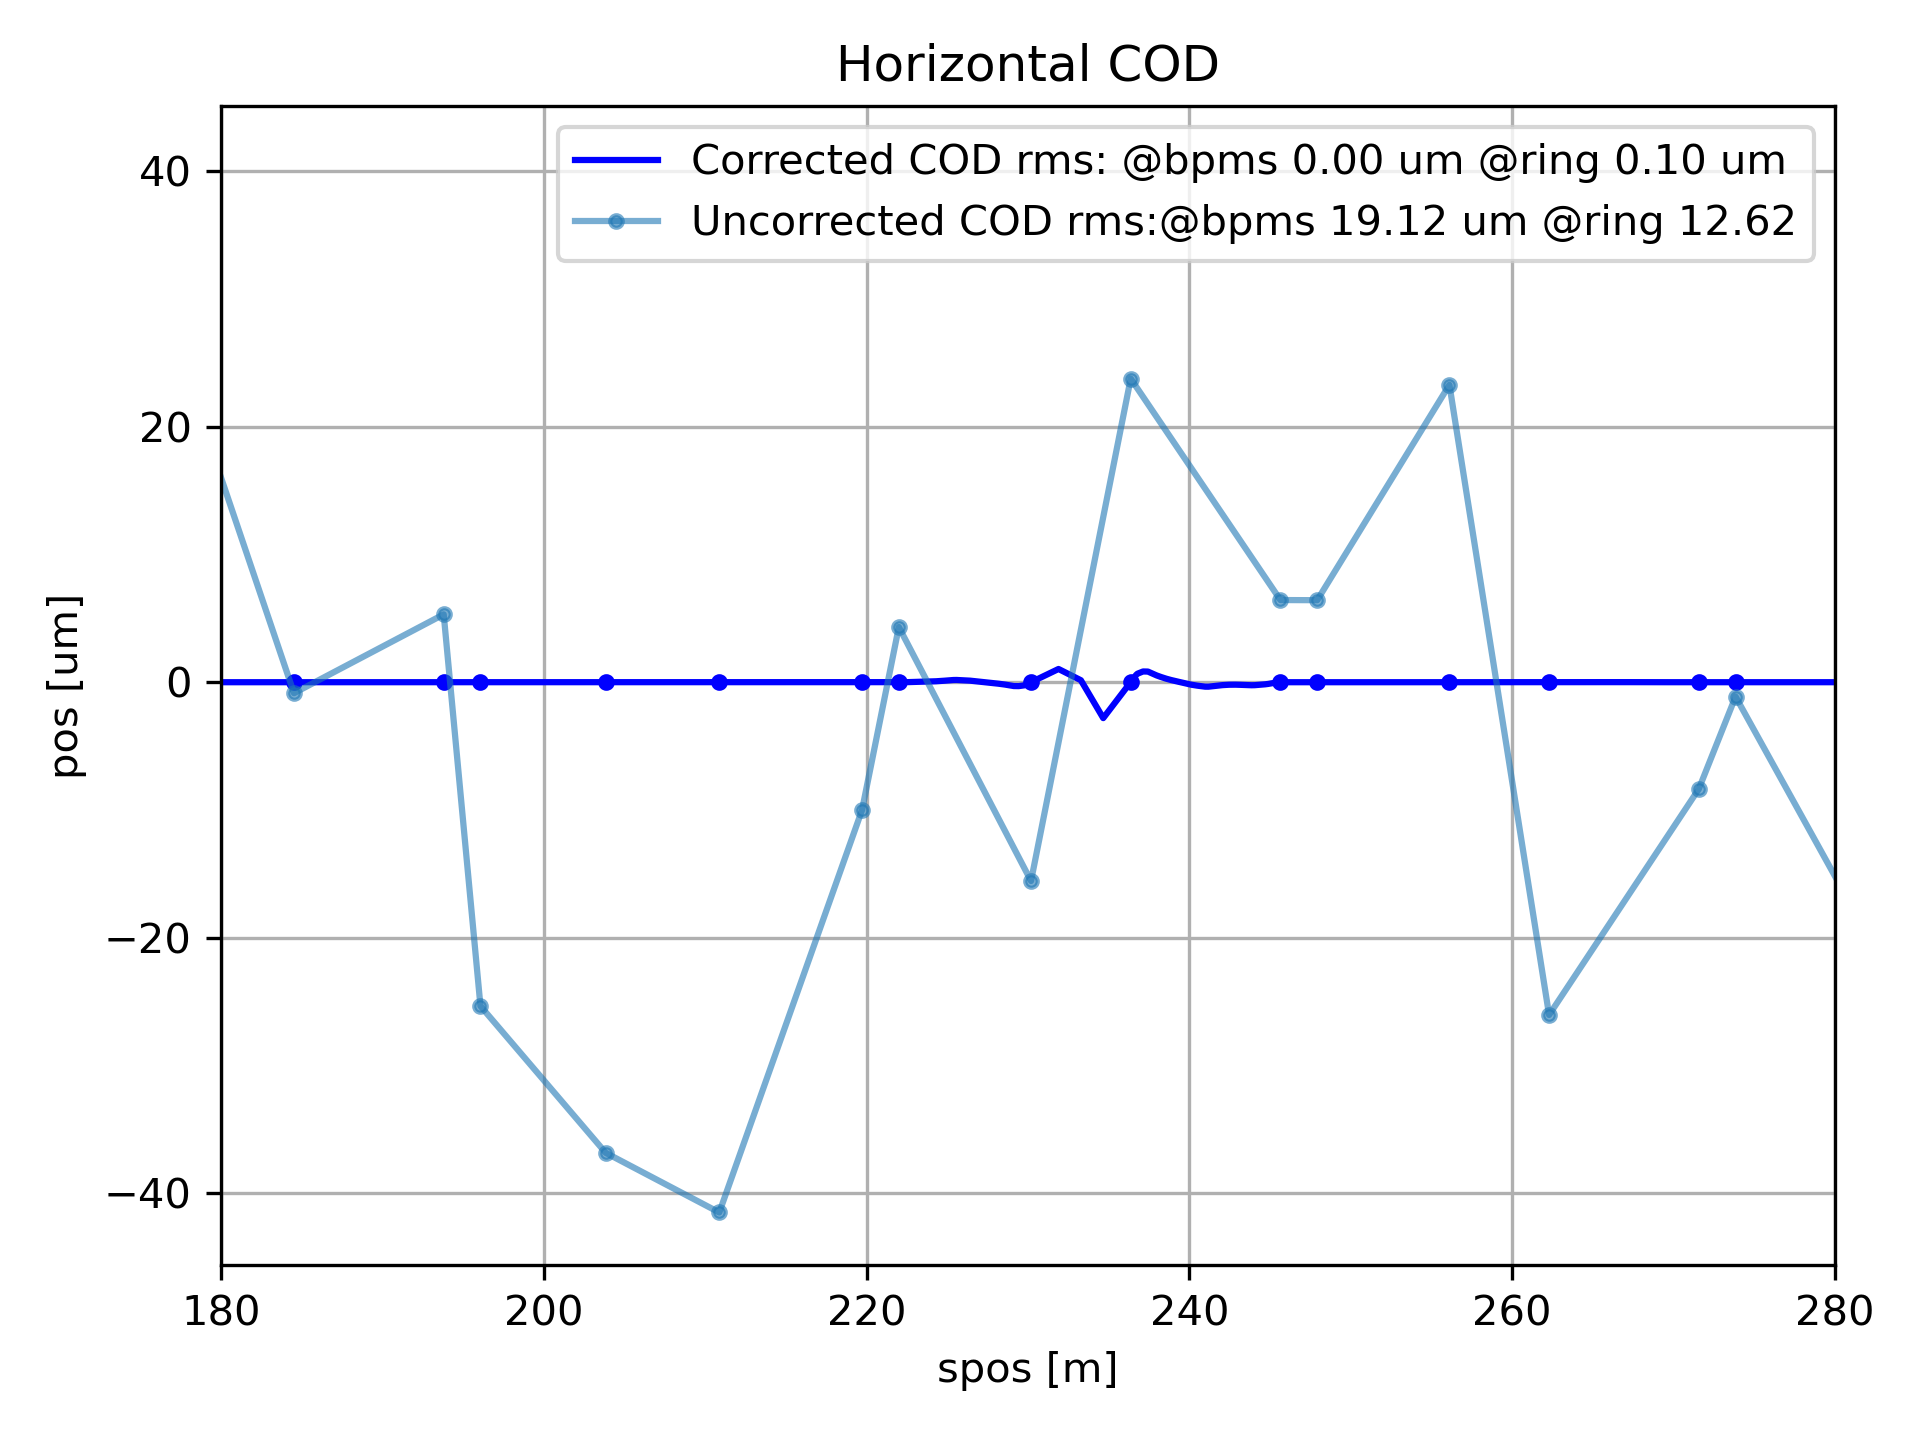 Horizontal COD
Corrected COD rms: @bpms 0.00 um @ring 0.10 um
Uncorrected COD rms:@bpms 19.12 um @ring 12.62
40
20
0
−20
−40
pos [um]
180 200 220 240 260 280
spos [m]